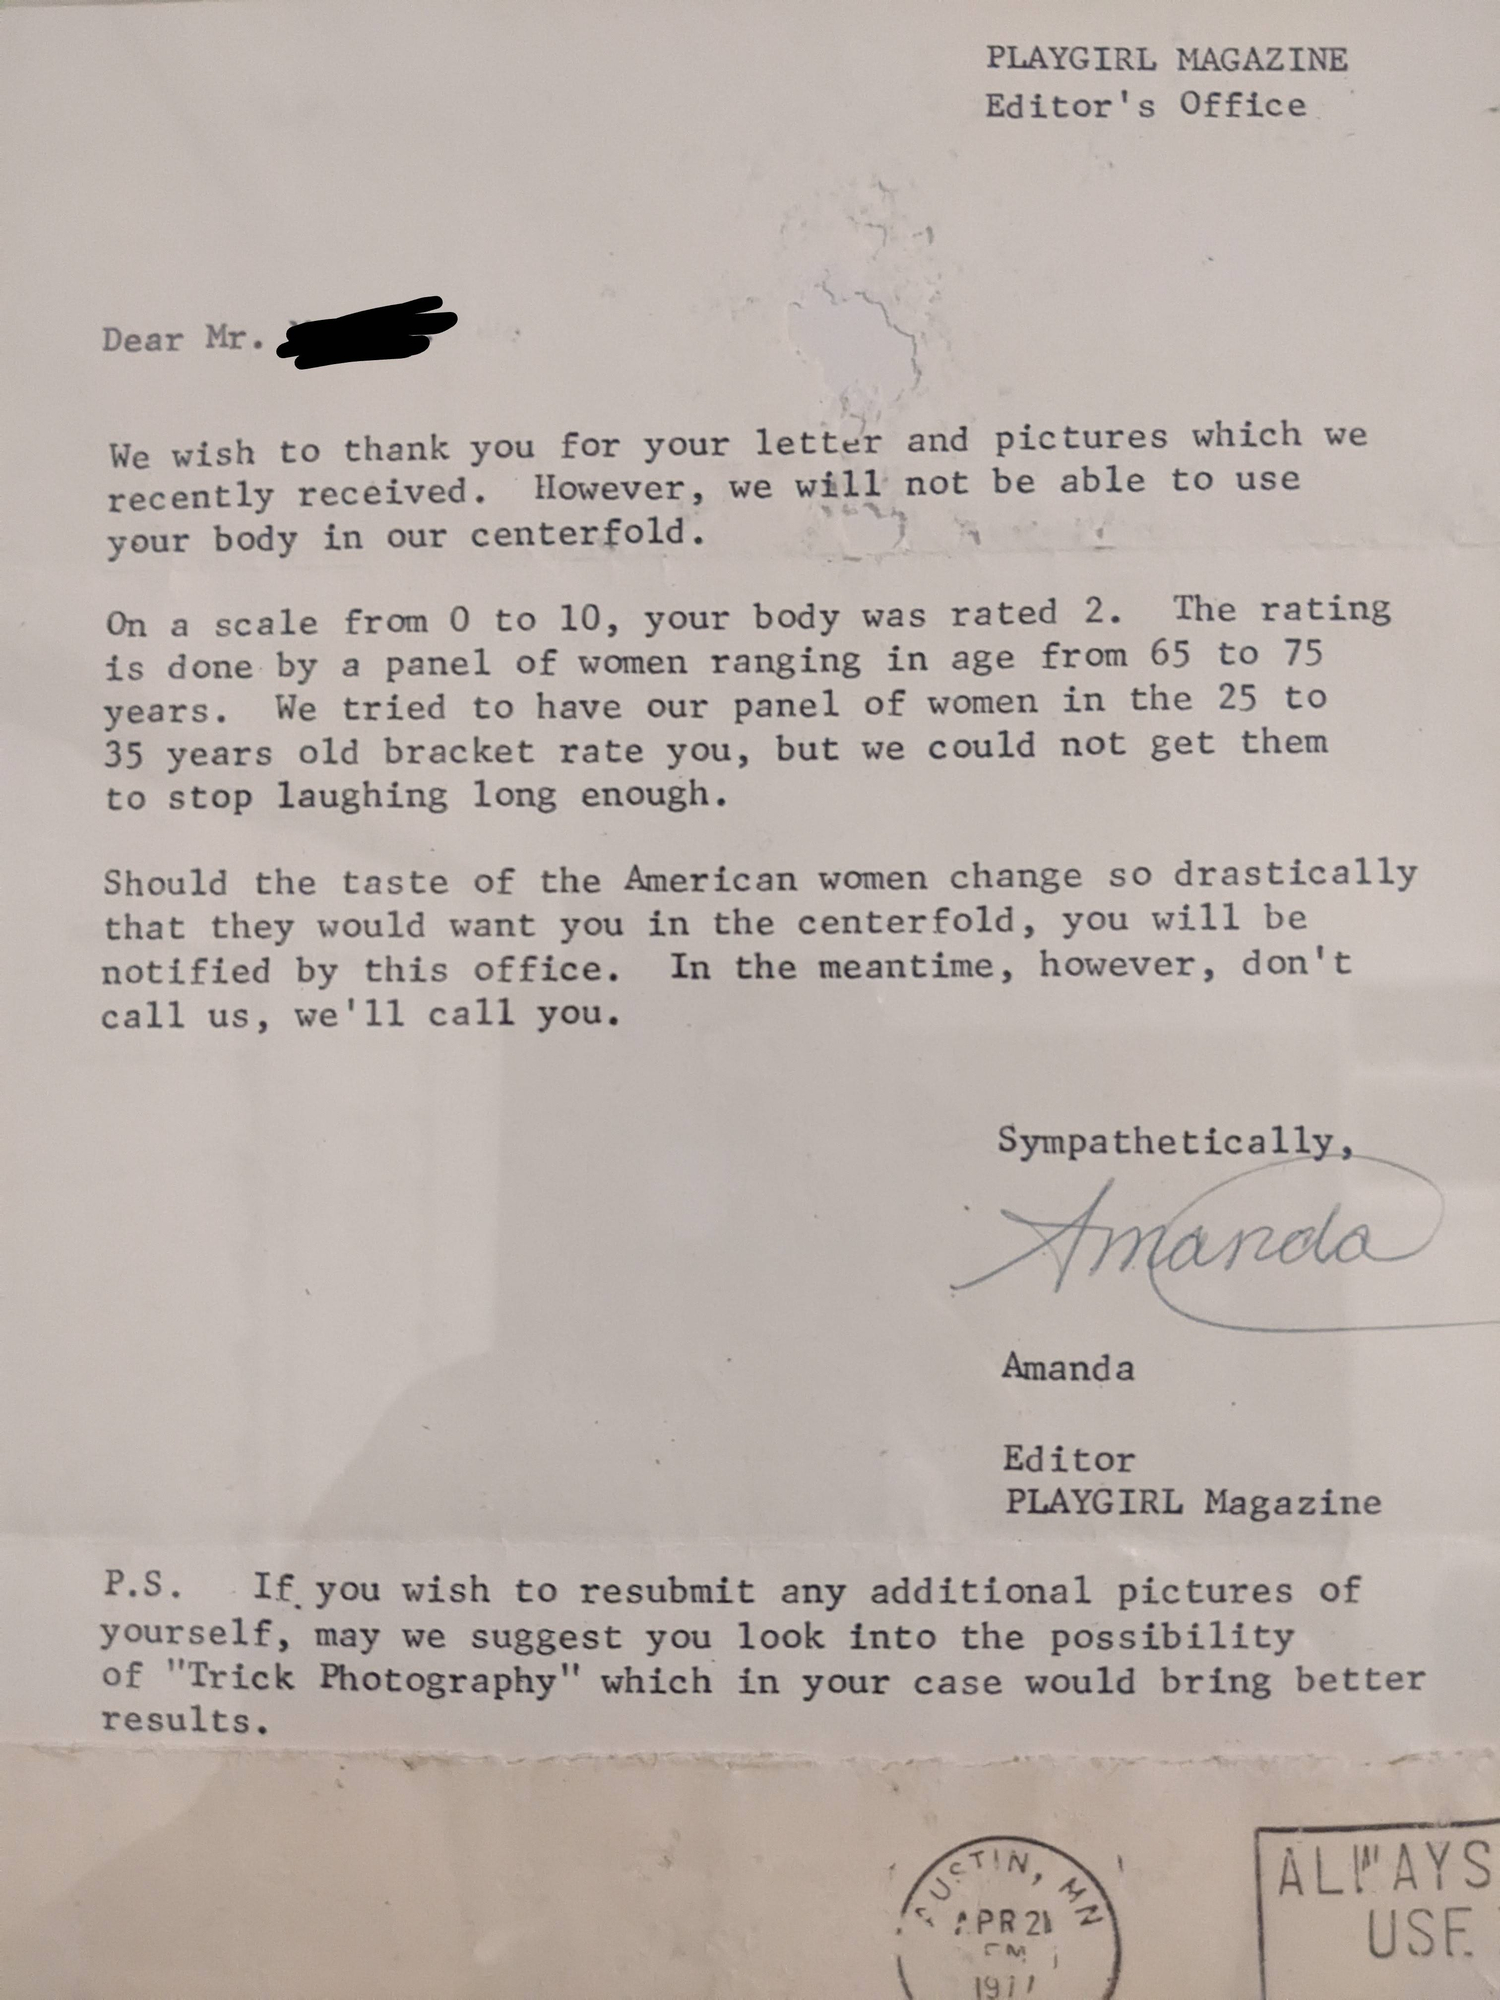 PLAYGIRL MAGAZINE
Editor's Office
Dear Mr.
We wish to thank you for your letter and pictures which we
recently received. However, we will not be able to use
your body in our centerfold.
On a scale from 0 to 10, your body was rated 2. The rating
is done by a panel of women ranging in age from 65 to 75
years. We tried to have our panel of women in the 25 to
35 years old bracket rate you, but we could not get them
to stop laughing long enough.
Should the taste of the American women change so drastically
that they would want you in the centerfold, you will be
notified by this office. In the meantime, however, don't
call us, we'll call you.
Sympathetically,
Amanda
Amanda
Editor
PLAYGIRL Magazine
P.S. If you wish to resubmit any additional pictures of
yourself, may we suggest you look into the possibility
of "Trick Photography" which in your case would bring better
results.
AUSTIN, MN
APR 21
PM
1977
ALWAYS
USE